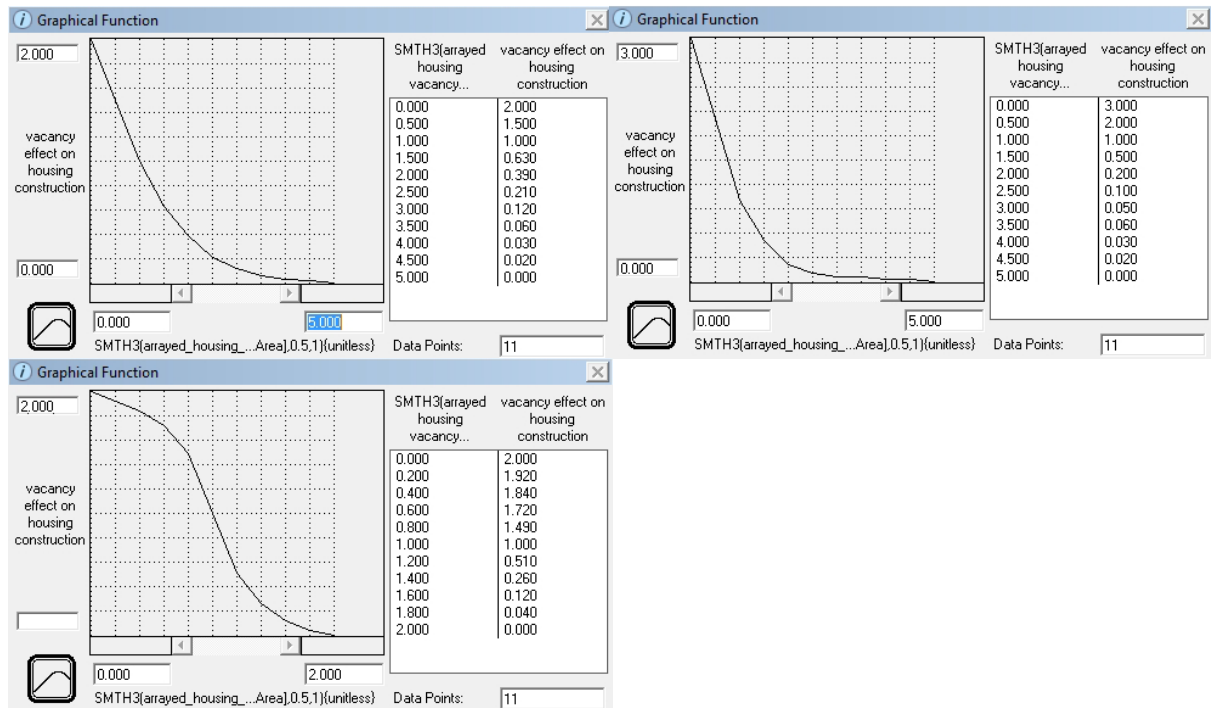 Graphical Function
2.000
vacancy
effect on
housing
construction
0.000
0.000
5.000
SMTH3(arrayed_housing_...Area],0.5,1){unitless}
SMTH3(arrayed
housing
vacancy...
vacancy effect on
housing
construction
0.000 2.000
0.500 1.500
1.000 1.000
1.500 0.630
2.000 0.390
2.500 0.210
3.000 0.120
3.500 0.060
4.000 0.030
4.500 0.020
5.000 0.000
Data Points: 11
Graphical Function
3.000
vacancy
effect on
housing
construction
0.000
0.000
5.000
SMTH3(arrayed_housing_...Area],0.5,1){unitless}
SMTH3(arrayed
housing
vacancy...
vacancy effect on
housing
construction
0.000 3.000
0.500 2.000
1.000 1.000
1.500 0.500
2.000 0.200
2.500 0.100
3.000 0.050
3.500 0.060
4.000 0.030
4.500 0.020
5.000 0.000
Data Points: 11
Graphical Function
2.000
vacancy
effect on
housing
construction
0.000
2.000
SMTH3(arrayed_housing_...Area],0.5,1){unitless}
SMTH3(arrayed
housing
vacancy...
vacancy effect on
housing
construction
0.000 2.000
0.200 1.920
0.400 1.840
0.600 1.720
0.800 1.490
1.000 1.000
1.200 0.510
1.400 0.260
1.600 0.120
1.800 0.040
2.000 0.000
Data Points: 11